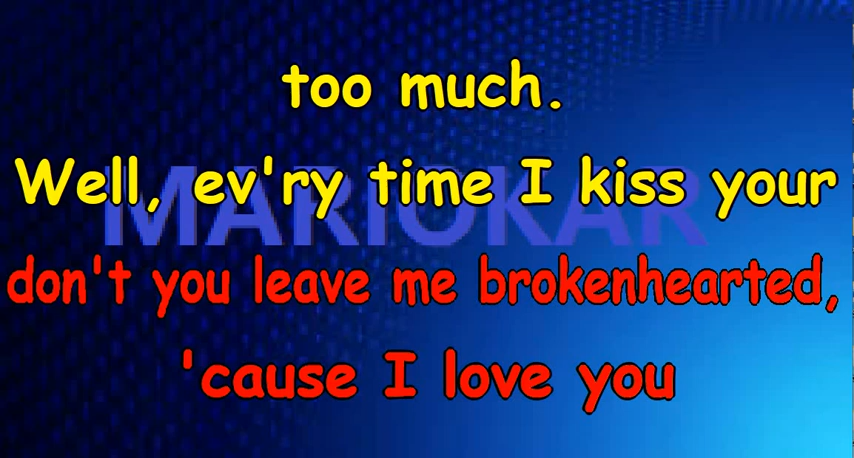 too much.
Well, ev'ry time I kiss your
MARIOKAR
don't you leave me brokenhearted,
'cause I love you